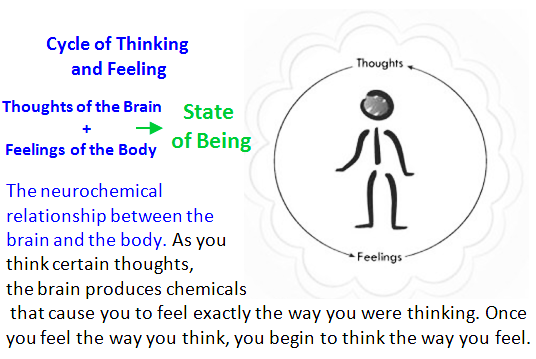 Cycle of Thinking
and Feeling
Thoughts of the Brain
+
Feelings of the Body
State
of Being
Thoughts
Feelings
The neurochemical
relationship between the
brain and the body. As you
think certain thoughts,
the brain produces chemicals
that cause you to feel exactly the way you were thinking. Once
you feel the way you think, you begin to think the way you feel.